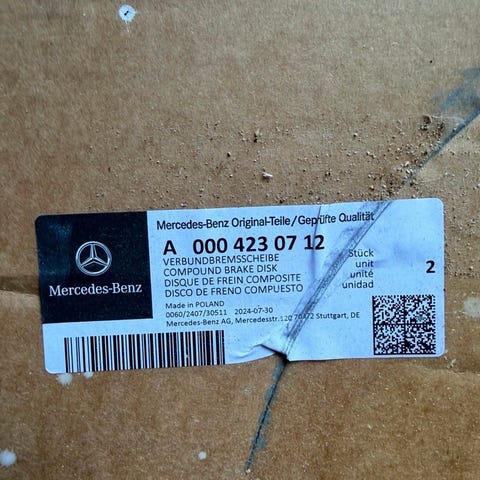 Mercedes-Benz Original-Teile/Geprüfte Qualität
A 000 423 07 12
VERBUNDBREMSSCHEIBE
COMPOUND BRAKE DISK
DISQUE DE FREIN COMPOSITE
DISCO DE FRENO COMPUESTO
Stück
unit
unité
unidad
2
Mercedes-Benz
Made in POLAND
0060/2407/30511 2024-07-30
Mercedes-Benz AG, Mercedesstr.120 70372 Stuttgart, DE